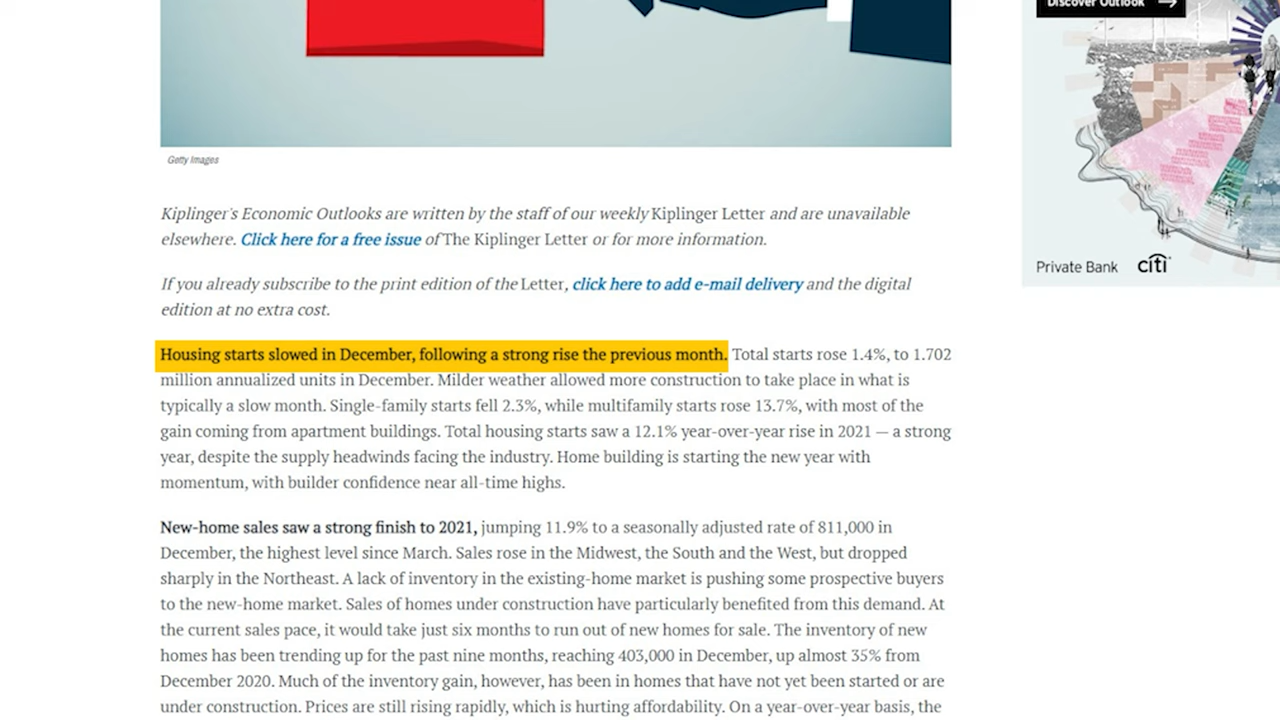 Discover Outlook
Getty Images
Kiplinger's Economic Outlooks are written by the staff of our weekly Kiplinger Letter and are unavailable
elsewhere. Click here for a free issue of The Kiplinger Letter or for more information.
If you already subscribe to the print edition of the Letter, click here to add e-mail delivery and the digital
edition at no extra cost.
Housing starts slowed in December, following a strong rise the previous month. Total starts rose 1.4%, to 1.702
million annualized units in December. Milder weather allowed more construction to take place in what is
typically a slow month. Single-family starts fell 2.3%, while multifamily starts rose 13.7%, with most of the
gain coming from apartment buildings. Total housing starts saw a 12.1% year-over-year rise in 2021 — a strong
year, despite the supply headwinds facing the industry. Home building is starting the new year with
momentum, with builder confidence near all-time highs.
New-home sales saw a strong finish to 2021, jumping 11.9% to a seasonally adjusted rate of 811,000 in
December, the highest level since March. Sales rose in the Midwest, the South and the West, but dropped
sharply in the Northeast. A lack of inventory in the existing-home market is pushing some prospective buyers
to the new-home market. Sales of homes under construction have particularly benefited from this demand. At
the current sales pace, it would take just six months to run out of new homes for sale. The inventory of new
homes has been trending up for the past nine months, reaching 403,000 in December, up almost 35% from
December 2020. Much of the inventory gain, however, has been in homes that have not yet been started or are
under construction. Prices are still rising rapidly, which is hurting affordability. On a year-over-year basis, the
Private Bank citi